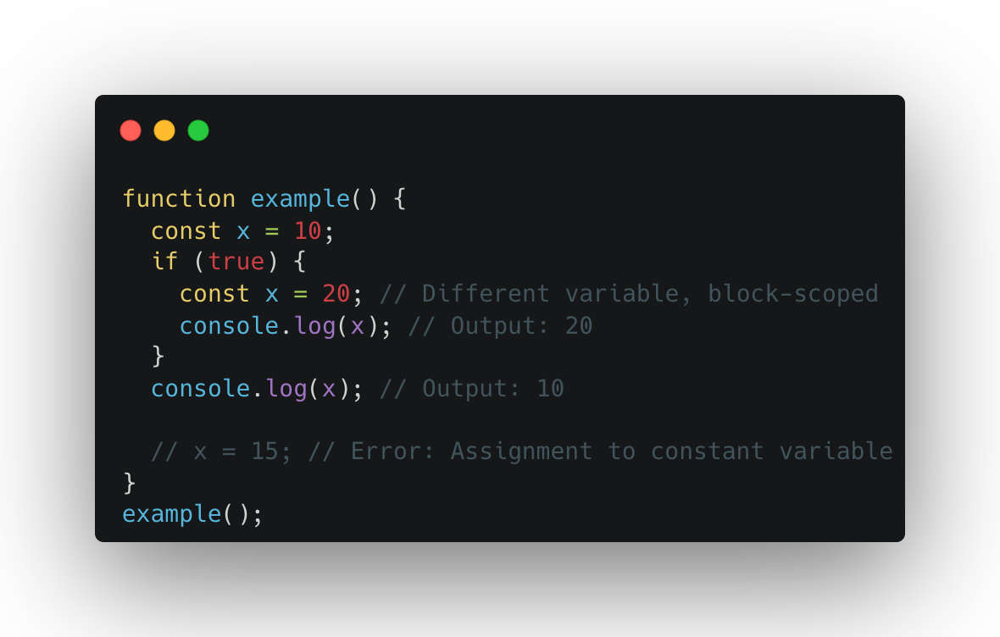 function example() {
  const x = 10;
  if (true) {
    const x = 20; // Different variable, block-scoped
    console.log(x); // Output: 20
  }
  console.log(x); // Output: 10

  // x = 15; // Error: Assignment to constant variable
}
example();